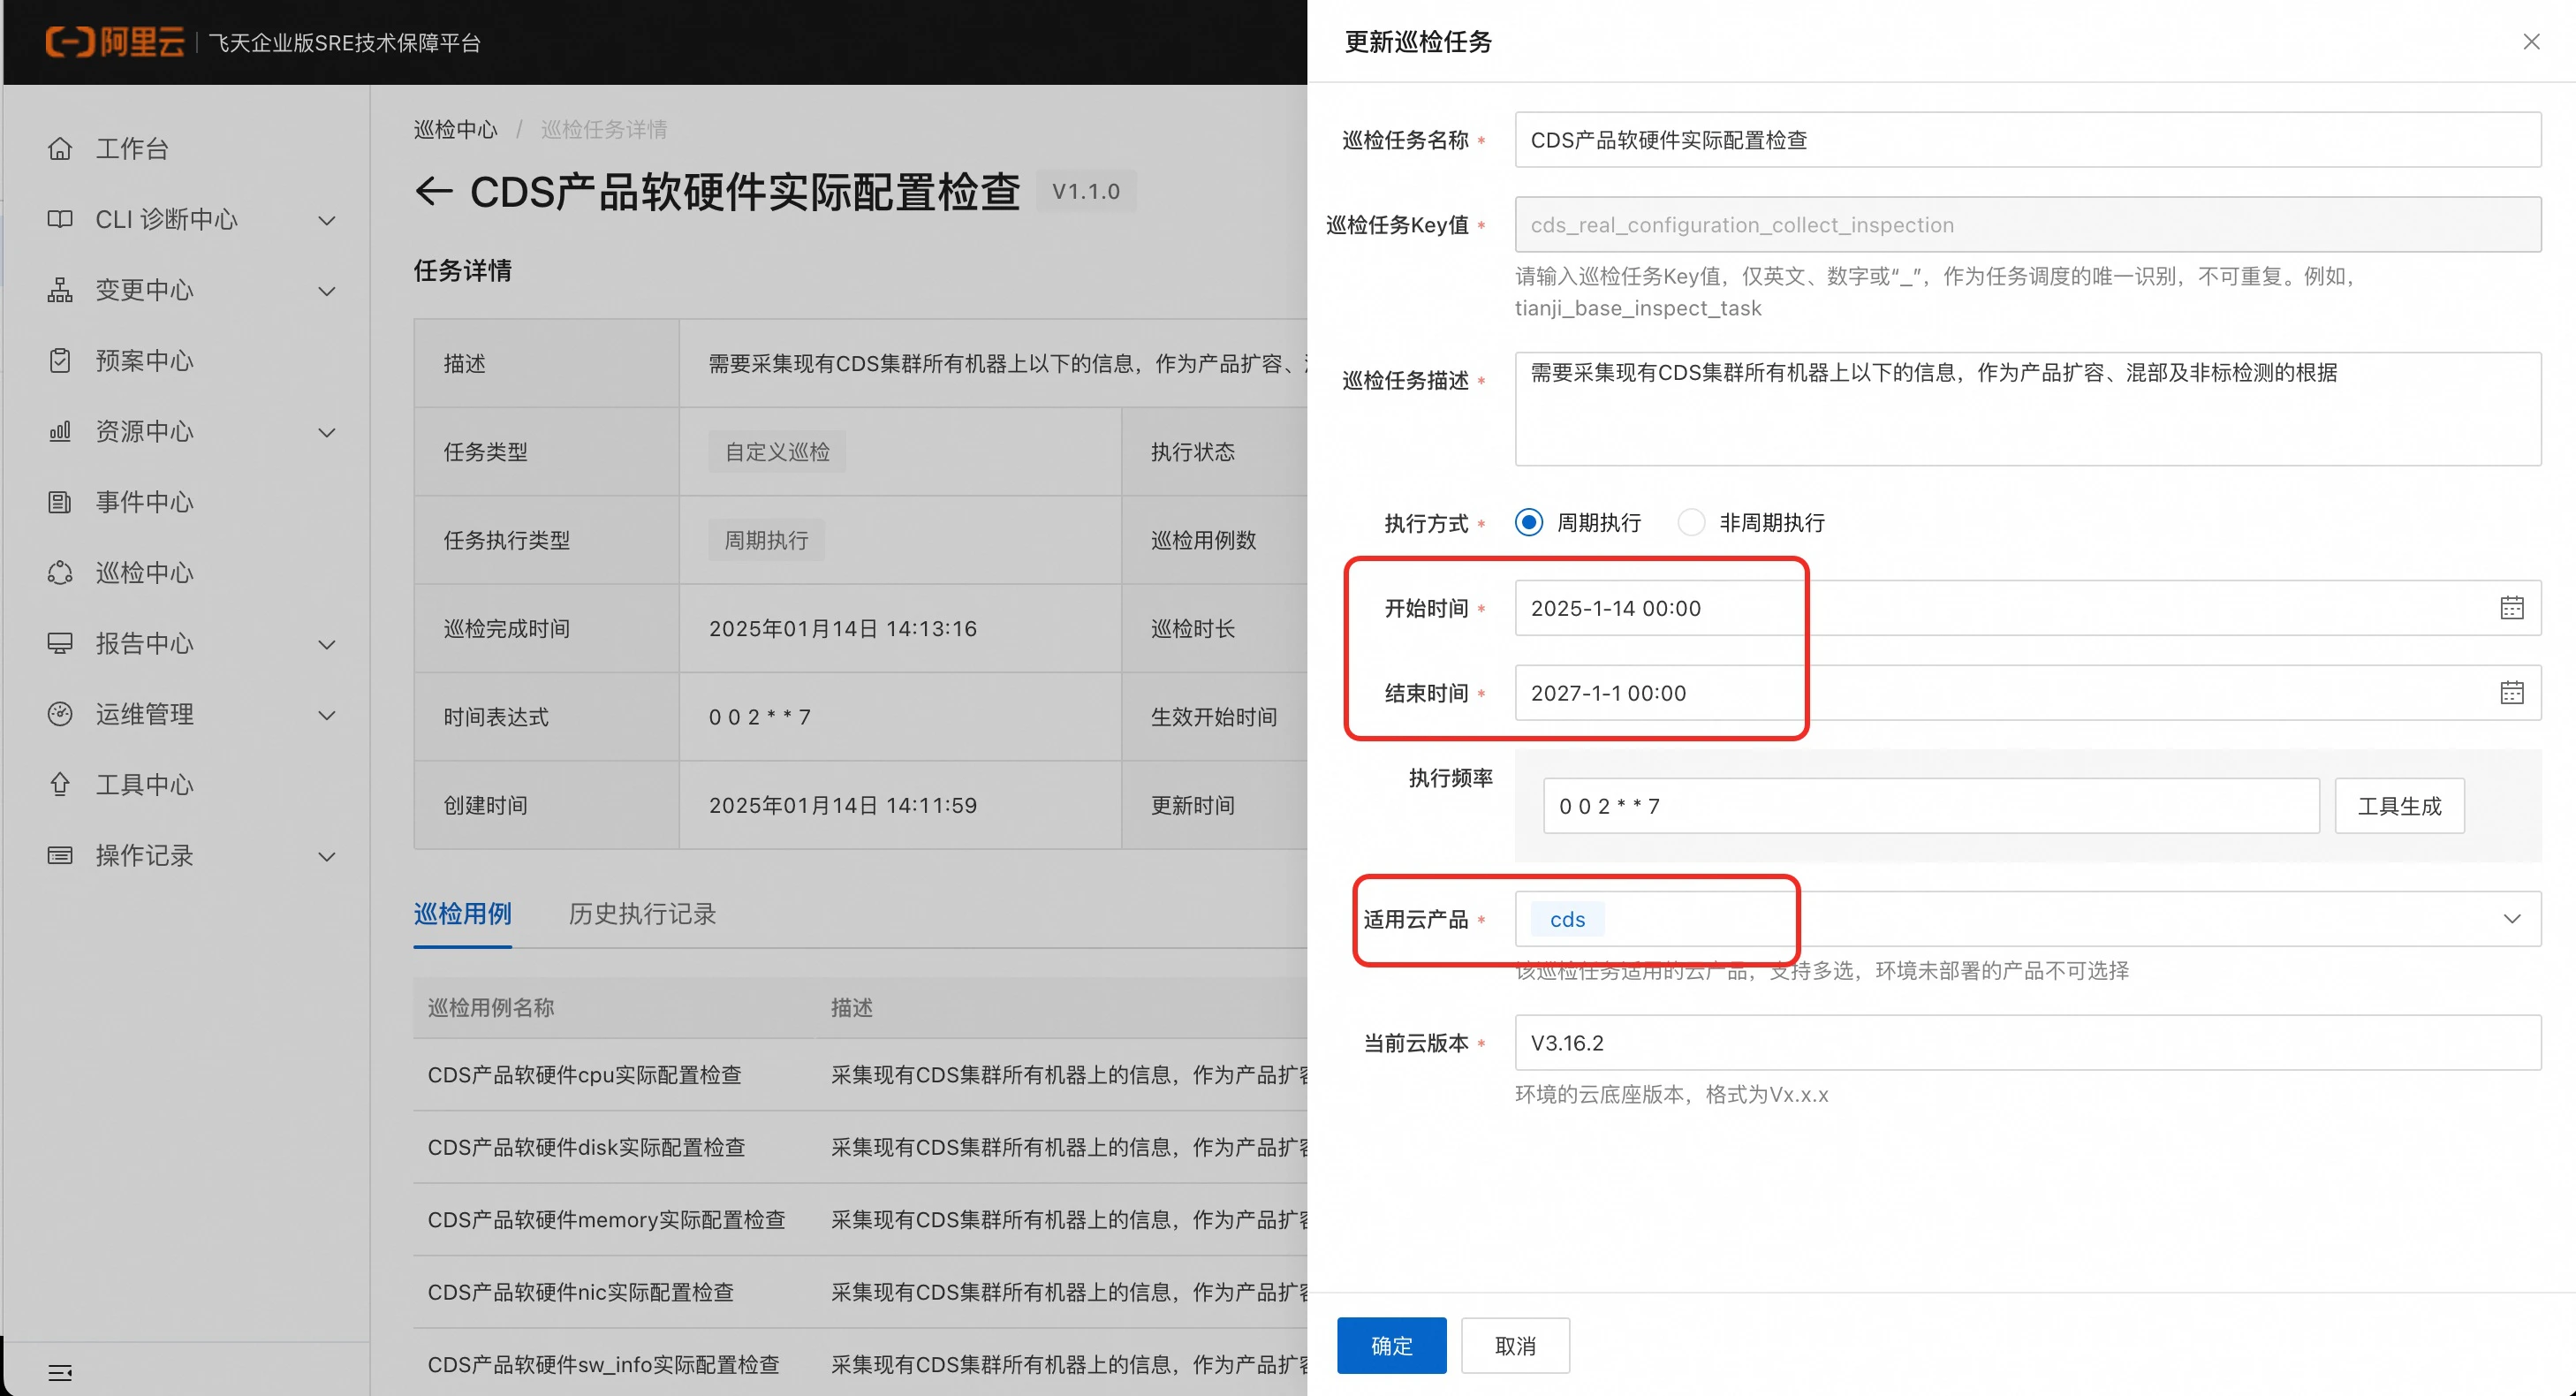 阿里云 飞天企业版SRE技术保障平台
工作台
CLI 诊断中心
变更中心
预案中心
资源中心
事件中心
巡检中心
报告中心
运维管理
工具中心
操作记录
巡检中心 / 巡检任务详情
CDS产品软硬件实际配置检查 V1.1.0
任务详情
描述 需要采集现有CDS集群所有机器上以下的信息，作为产品扩容、
任务类型 自定义巡检 执行状态
任务执行类型 周期执行 巡检用例数
巡检完成时间 2025年01月14日 14:13:16 巡检时长
时间表达式 0 0 2 * * 7 生效开始时间
创建时间 2025年01月14日 14:11:59 更新时间
巡检用例 历史执行记录
巡检用例名称 描述
CDS产品软硬件cpu实际配置检查 采集现有CDS集群所有机器上的信息，作为产品扩容
CDS产品软硬件disk实际配置检查 采集现有CDS集群所有机器上的信息，作为产品扩容
CDS产品软硬件memory实际配置检查 采集现有CDS集群所有机器上的信息，作为产品扩容
CDS产品软硬件nic实际配置检查 采集现有CDS集群所有机器上的信息，作为产品扩容
CDS产品软硬件sw_info实际配置检查 采集现有CDS集群所有机器上的信息，作为产品扩容
更新巡检任务
巡检任务名称 * CDS产品软硬件实际配置检查
巡检任务Key值 * cds_real_configuration_collect_inspection
请输入巡检任务Key值，仅英文、数字或“_”，作为任务调度的唯一识别，不可重复。例如，
tianji_base_inspect_task
巡检任务描述 * 需要采集现有CDS集群所有机器上以下的信息，作为产品扩容、混部及非标检测的根据
执行方式 * 周期执行 非周期执行
开始时间 * 2025-1-14 00:00
结束时间 * 2027-1-1 00:00
执行频率 0 0 2 * * 7 工具生成
适用云产品 * cds
该巡检任务适用的云产品，支持多选，环境未部署的产品不可选择
当前云版本 * V3.16.2
环境的云底座版本，格式为Vx.x.x
确定 取消